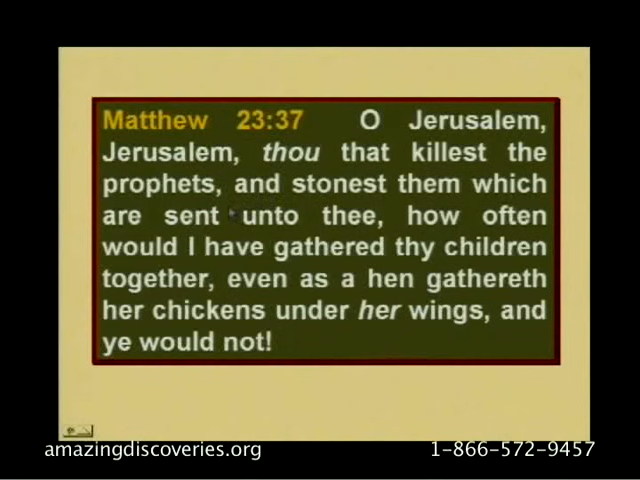 Matthew 23:37 O Jerusalem,
Jerusalem, thou that killest the
prophets, and stonest them which
are sent unto thee, how often
would I have gathered thy children
together, even as a hen gathereth
her chickens under her wings, and
ye would not!
amazingdiscoveries.org 1-866-572-9457